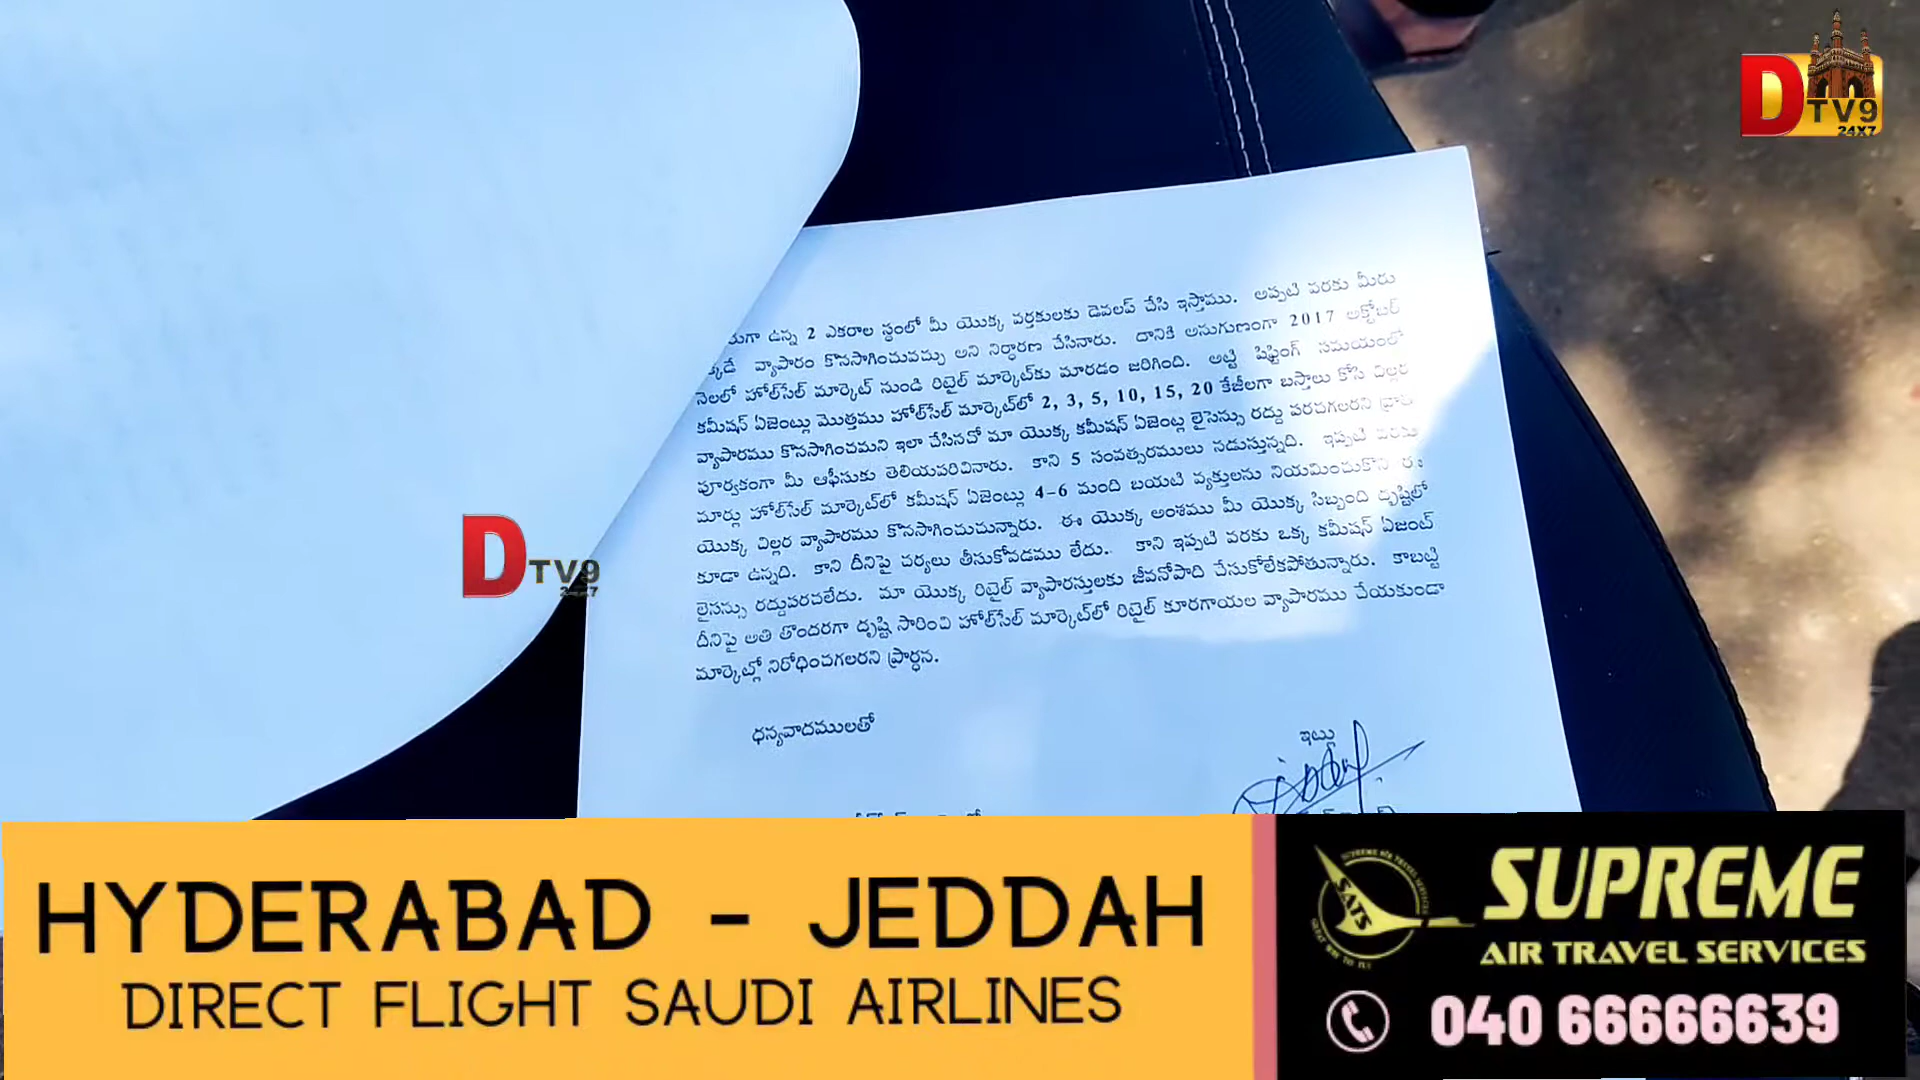 ఉన్న 2 ఎకరాల స్థలంలో మీ యొక్క వర్తకులకు డెవలప్ చేసి ఇస్తాము. అప్పటి వరకు మీరు
వ్యాపారం కొనసాగించువచ్చు అని నిర్ధారణ చేసినారు. దానికి అనుగుణంగా 2017 అక్టోబర్
నెలలో హోల్‌సేల్ మార్కెట్ నుండి రిటైల్ మార్కెట్‌కు మారడం జరిగింది. అట్టి షిఫ్టింగ్ సమయంలో
కమీషన్ ఏజెంట్లు మొత్తము హోల్‌సేల్ మార్కెట్‌లో 2, 3, 5, 10, 15, 20 కేజీలగా బస్తాలు కోసి చిల్లర
వ్యాపారము కొనసాగించమని ఇలా చేసినచో మా యొక్క కమీషన్ ఏజెంట్ల లైసెన్సు రద్దు పరచగలరని
పూర్వకంగా మీ ఆఫీసుకు తెలియపరిచినారు. కాని 5 సంవత్సరములు నడుస్తున్నది. ఇప్పటి వరకు
మార్లు హోల్‌సేల్ మార్కెట్‌లో కమీషన్ ఏజెంట్లు 4-6 మంది బయటి వ్యక్తులను నియమించుకొని ఈ
యొక్క చిల్లర వ్యాపారము కొనసాగించుచున్నారు. ఈ యొక్క అంశము మీ యొక్క సిబ్బంది దృష్టిలో
కూడా ఉన్నది. కాని దీనిపై చర్యలు తీసుకోవడము లేదు. కాని ఇప్పటి వరకు ఒక్క కమీషన్ ఏజంట్
లైసన్సు రద్దుపరచలేదు. మా యొక్క రిటైల్ వ్యాపారస్తులకు జీవనోపాది చేసుకోలేకపోతున్నారు. కాబట్టి
దీనిపై అతి తొందరగా దృష్టి సారించి హోల్‌సేల్ మార్కెట్‌లో రిటైల్ కూరగాయల వ్యాపారము చేయకుండా
మార్కెట్లో నిరోధించగలరని ప్రార్ధన.
ధన్యవాదములతో
ఇట్లు
DTV9
24X7
DTV9
24X7
HYDERABAD - JEDDAH
DIRECT FLIGHT SAUDI AIRLINES
SATS
SUPREME
AIR TRAVEL SERVICES
040 66666639